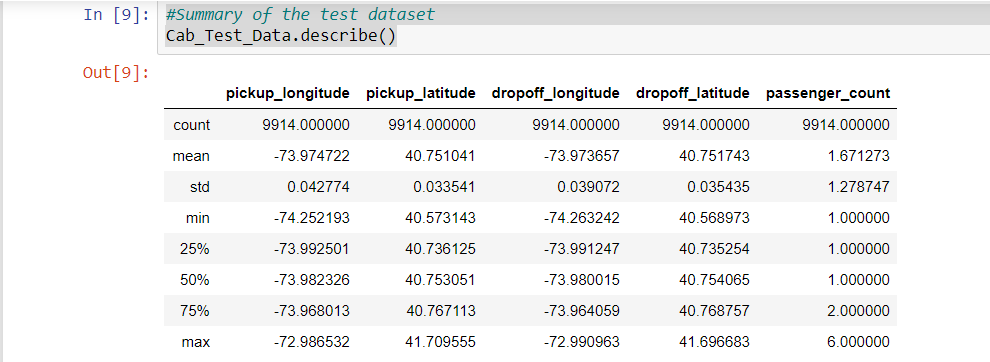 In [9]: #Summary of the test dataset
Cab_Test_Data.describe()
Out[9]:
pickup_longitude pickup_latitude dropoff_longitude dropoff_latitude passenger_count
count 9914.000000 9914.000000 9914.000000 9914.000000 9914.000000
mean -73.974722 40.751041 -73.973657 40.751743 1.671273
std 0.042774 0.033541 0.039072 0.035435 1.278747
min -74.252193 40.573143 -74.263242 40.568973 1.000000
25% -73.992501 40.736125 -73.991247 40.735254 1.000000
50% -73.982326 40.753051 -73.980015 40.754065 1.000000
75% -73.968013 40.767113 -73.964059 40.768757 2.000000
max -72.986532 41.709555 -72.990963 41.696683 6.000000